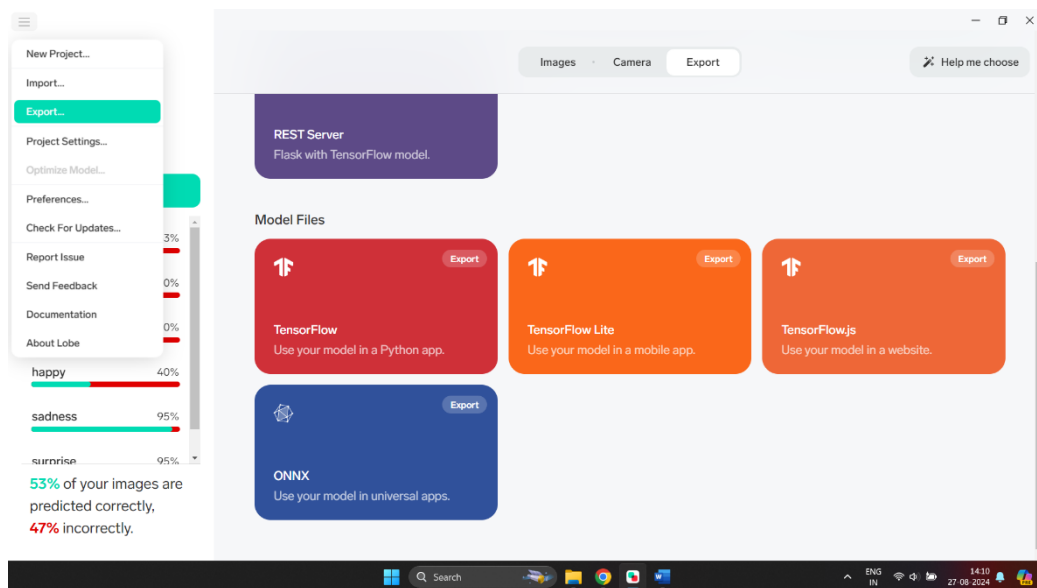 New Project...
Import...
Export...
Project Settings...
Optimize Model...
Preferences...
Check For Updates...
Report Issue
Send Feedback
Documentation
About Lobe
3%
0%
0%
happy 40%
sadness 95%
surprise 95%
53% of your images are
predicted correctly,
47% incorrectly.
Images · Camera Export
Help me choose
REST Server
Flask with TensorFlow model.
Model Files
Export
TensorFlow
Use your model in a Python app.
Export
TensorFlow Lite
Use your model in a mobile app.
Export
TensorFlow.js
Use your model in a website.
Export
ONNX
Use your model in universal apps.
Search
ENG
IN
14:10
27-08-2024